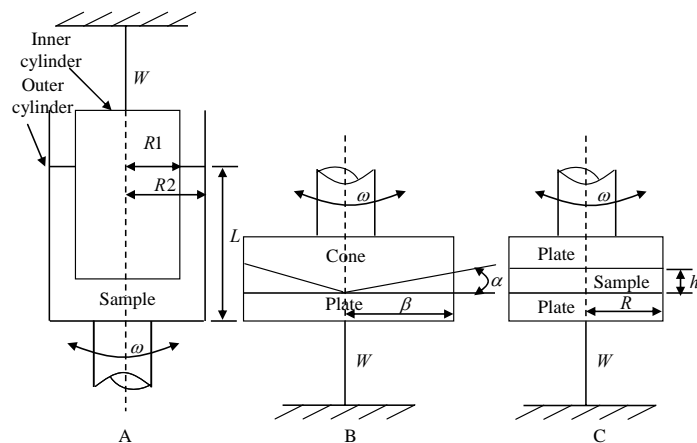 Inner
cylinder
Outer
cylinder
W
R1
R2
L
Sample
ω
A
ω
Cone
α
Plate
β
W
B
ω
Plate
Sample
h
Plate
R
W
C